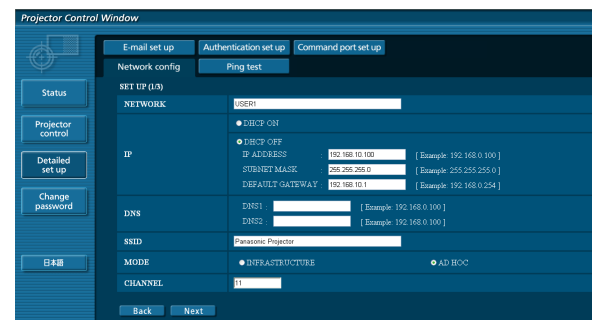 Projector Control Window
E-mail set up Authentication set up Command port set up
Network config Ping test
Status
Projector control
Detailed set up
Change password
日本語
SET UP (1/3)
NETWORK USER1
IP DHCP ON
DHCP OFF
IP ADDRESS : 192.168.10.100 [ Example: 192.168.0.100 ]
SUBNET MASK : 255.255.255.0 [ Example: 255.255.255.0 ]
DEFAULT GATEWAY : 192.168.10.1 [ Example: 192.168.0.254 ]
DNS DNS1 : [ Example: 192.168.0.100 ]
DNS2 : [ Example: 192.168.0.100 ]
SSID Panasonic Projector
MODE INFRASTRUCTURE AD HOC
CHANNEL 11
Back Next